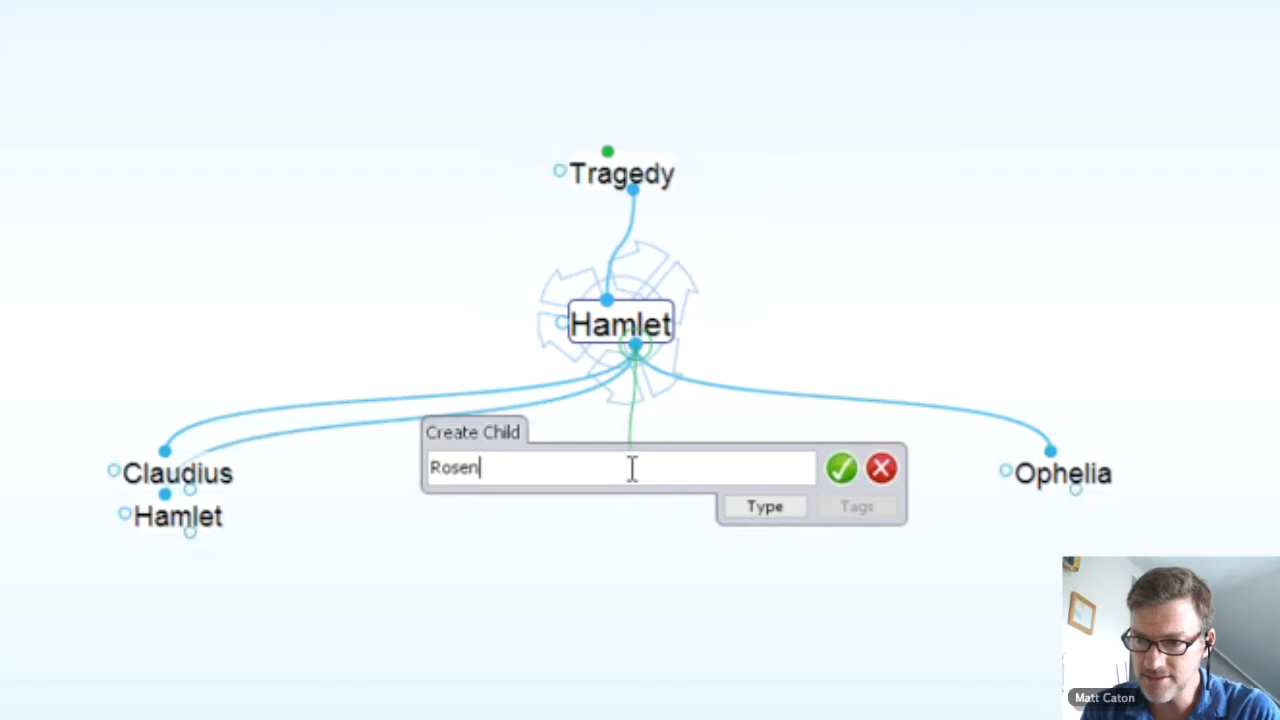 Tragedy
Hamlet
Create Child
Rosen
Type
Tags
Claudius
Hamlet
Ophelia
Matt Caton